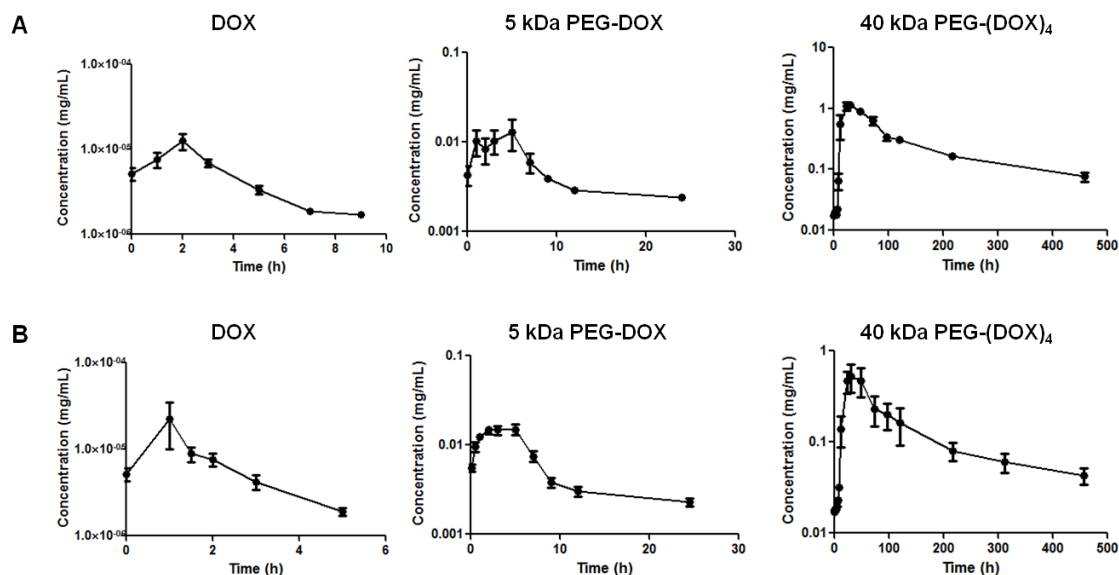 A
DOX
5 kDa PEG-DOX
40 kDa PEG-(DOX)₄
Concentration (mg/mL)
1.0×10⁻⁰⁴
1.0×10⁻⁰⁵
1.0×10⁻⁰⁶
0 2 4 6 8 10
Time (h)
Concentration (mg/mL)
0.1
0.01
0.001
0 10 20 30
Time (h)
Concentration (mg/mL)
10
1
0.1
0.01
0 100 200 300 400 500
Time (h)
B
DOX
5 kDa PEG-DOX
40 kDa PEG-(DOX)₄
Concentration (mg/mL)
1.0×10⁻⁰⁴
1.0×10⁻⁰⁵
1.0×10⁻⁰⁶
0 2 4 6
Time (h)
Concentration (mg/mL)
0.1
0.01
0.001
0 10 20 30
Time (h)
Concentration (mg/mL)
1
0.1
0.01
0 100 200 300 400 500
Time (h)